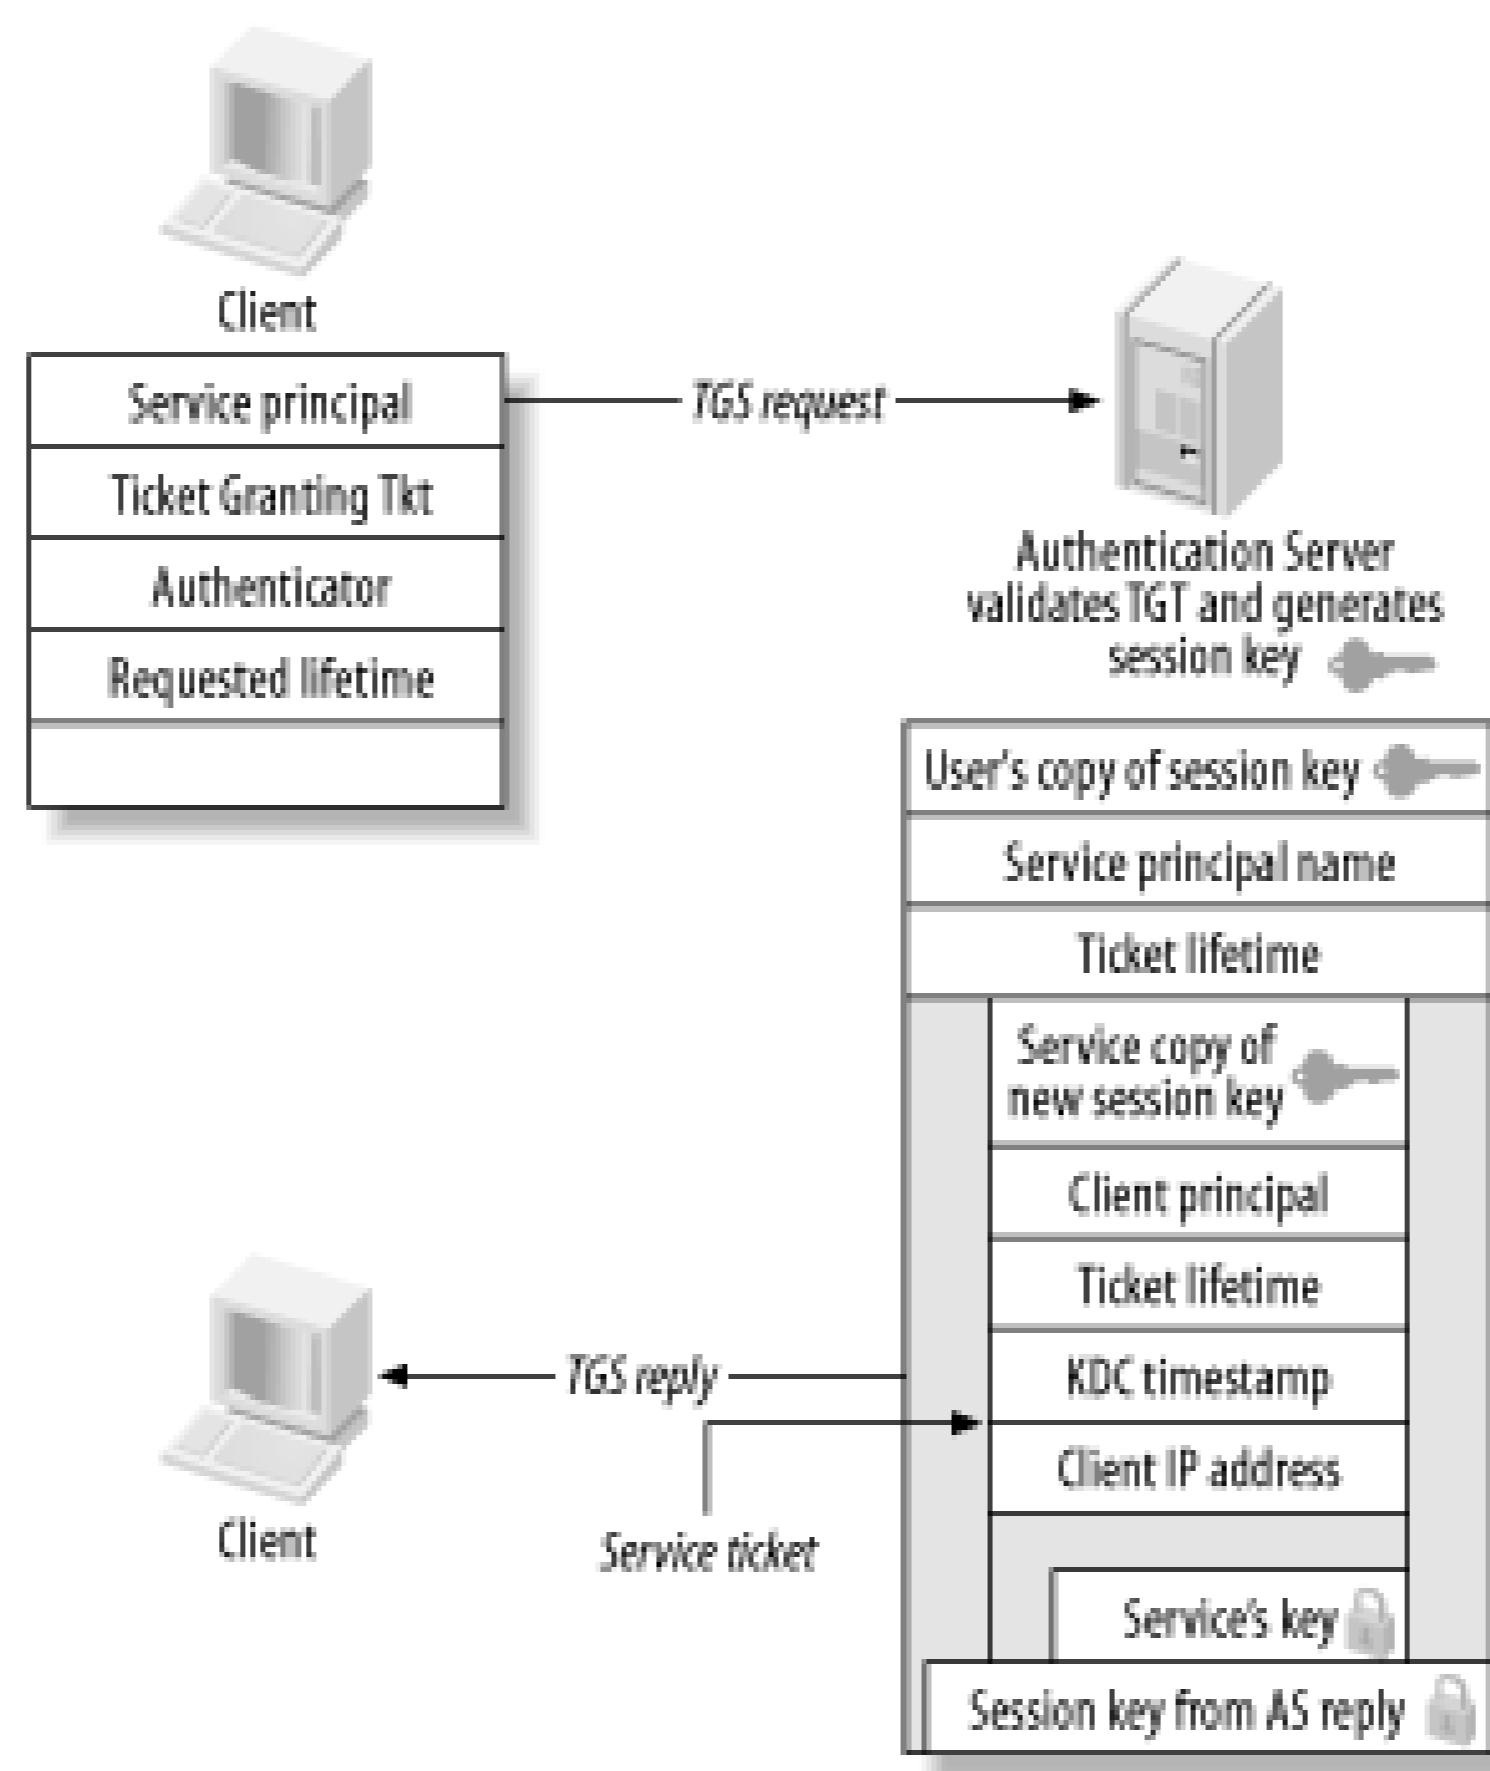 Client
Service principal
TGS request
Ticket Granting Tkt
Authenticator
Requested lifetime
Authentication Server
validates TGT and generates
session key
User's copy of session key
Service principal name
Ticket lifetime
Service copy of
new session key
Client principal
Ticket lifetime
KDC timestamp
TGS reply
Client IP address
Client
Service ticket
Service's key
Session key from AS reply